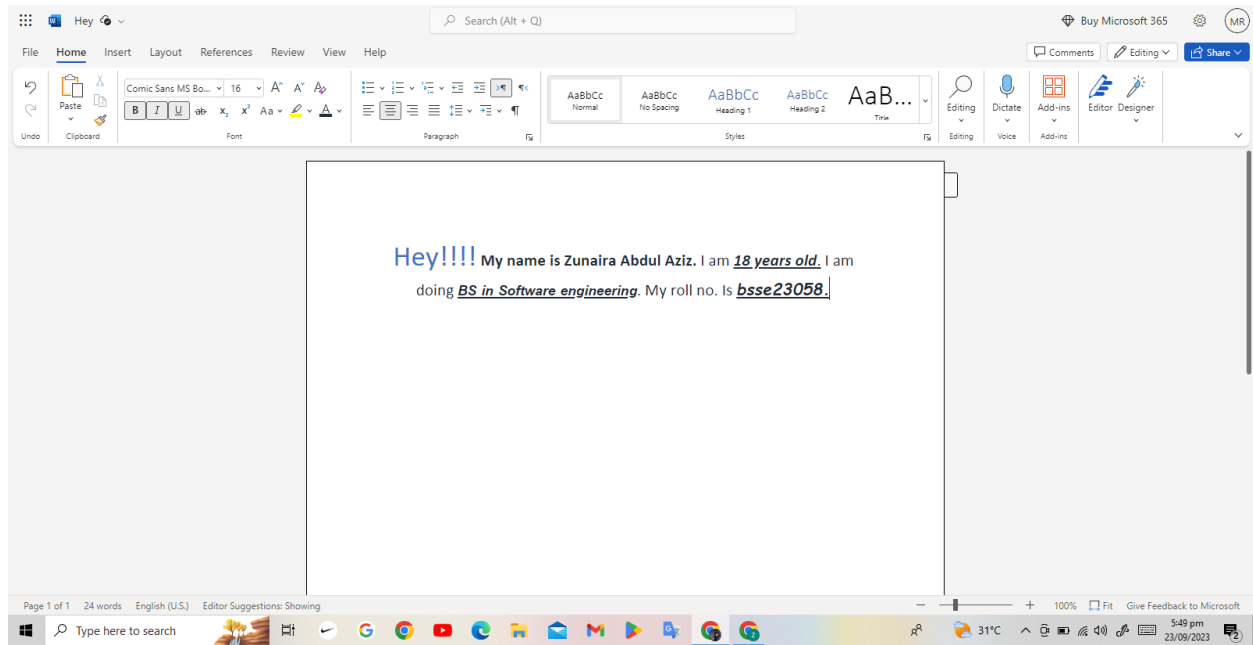 Hey
Search (Alt + Q)
Buy Microsoft 365
MR
File Home Insert Layout References Review View Help
Comments Editing Share
Paste
Comic Sans MS Bo... 16 A^ A˅ A
B I U ab x₂ x² Aa A
AaBbCc AaBbCc AaBbCc AaBbCc AaB...
Normal No Spacing Heading 1 Heading 2 Title
Editing Dictate Add-ins Editor Designer
Undo Clipboard Font Paragraph Styles Editing Voice Add-ins
Hey!!!! My name is Zunaira Abdul Aziz. I am 18 years old. I am
doing BS in Software engineering. My roll no. Is bsse23058.
Page 1 of 1 24 words English (U.S.) Editor Suggestions: Showing
100% Fit Give Feedback to Microsoft
Type here to search
31°C
5:49 pm
23/09/2023
2